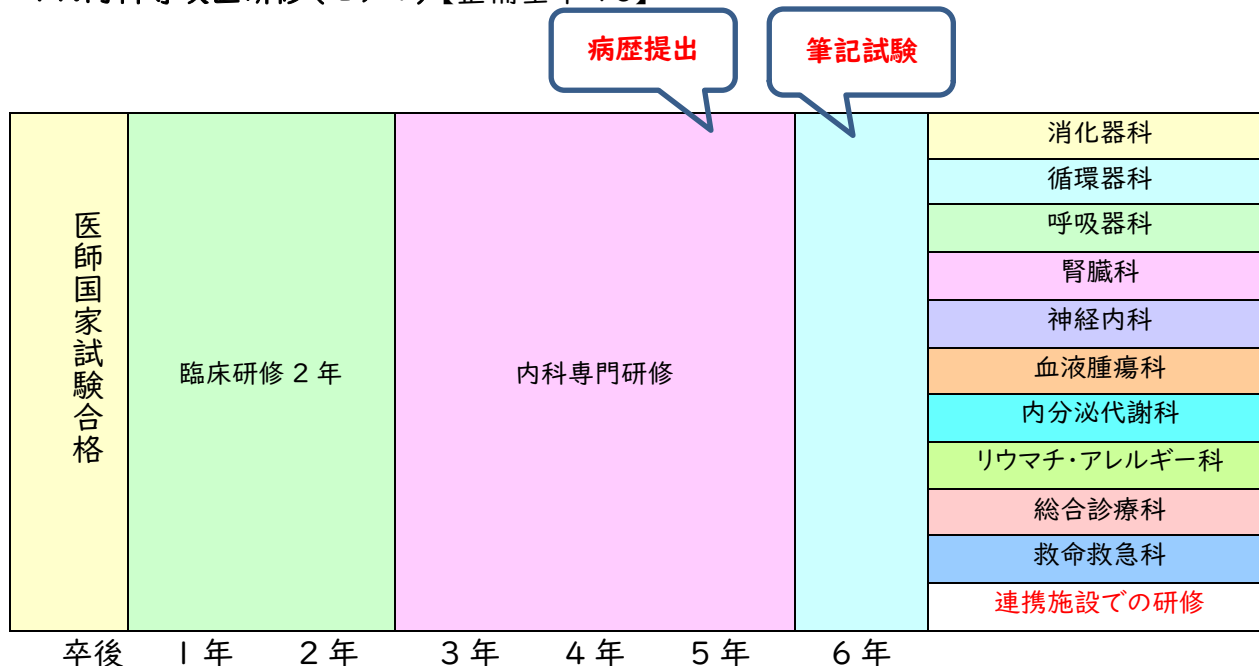 病歴提出
筆記試験
医師国家試験合格
臨床研修 2 年
内科専門研修
消化器科
循環器科
呼吸器科
腎臓科
神経内科
血液腫瘍科
内分泌代謝科
リウマチ・アレルギー科
総合診療科
救命救急科
連携施設での研修
卒後 1 年 2 年 3 年 4 年 5 年 6 年